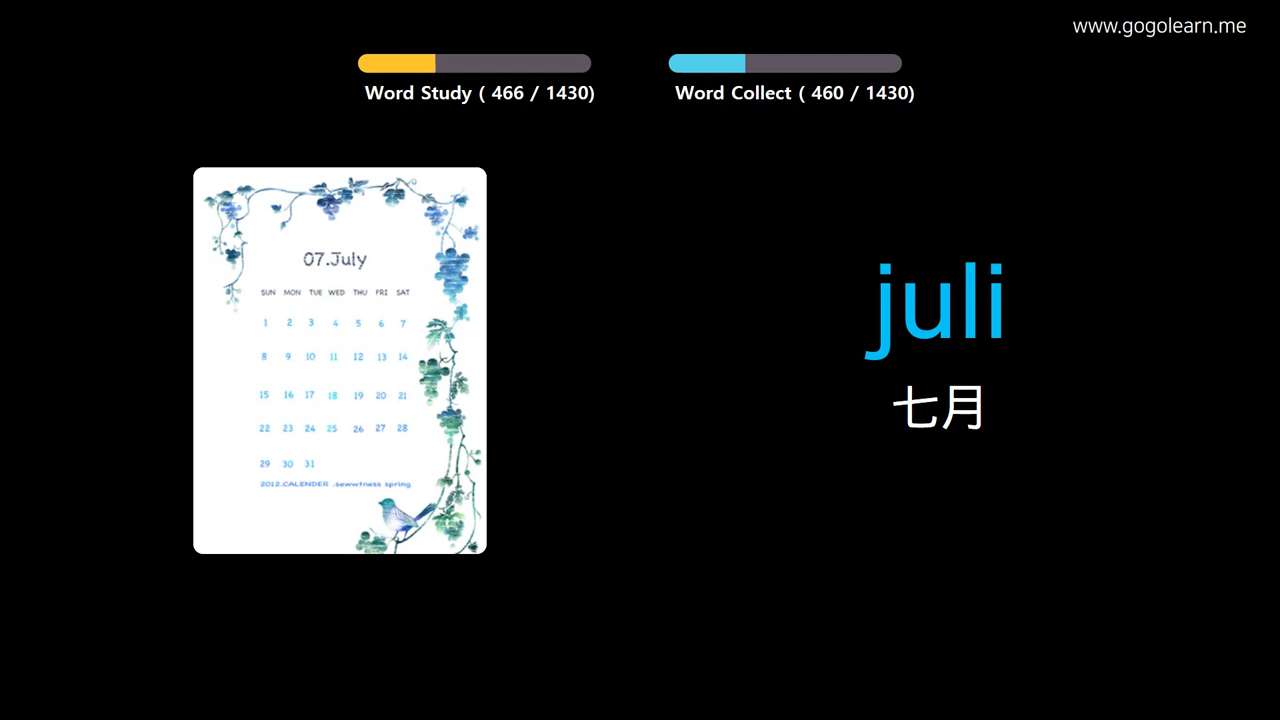 www.gogolearn.me
Word Study ( 466 / 1430)
Word Collect ( 460 / 1430)
07.July
SUN MON TUE WED THU FRI SAT
1 2 3 4 5 6 7
8 9 10 11 12 13 14
15 16 17 18 19 20 21
22 23 24 25 26 27 28
29 30 31
2012.CALENDER .sewwtness spring
juli
七月